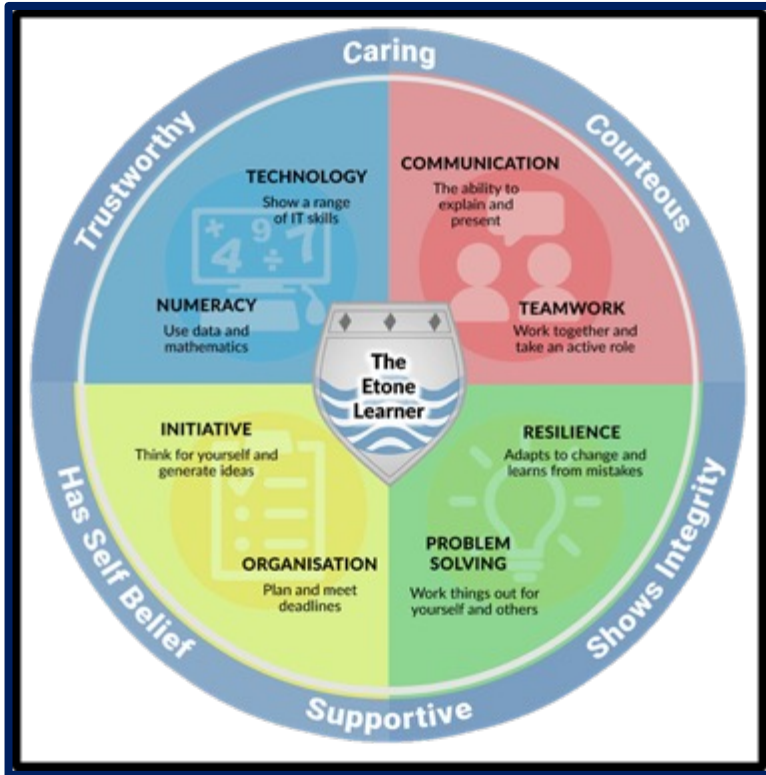 Caring
Courteous
Shows Integrity
Supportive
Has Self Belief
Trustworthy
TECHNOLOGY
Show a range
of IT skills
+ 4 9 ÷ 7
NUMERACY
Use data and
mathematics
COMMUNICATION
The ability to
explain and
present
TEAMWORK
Work together and
take an active role
The
Etone
Learner
INITIATIVE
Think for yourself and
generate ideas
ORGANISATION
Plan and meet
deadlines
RESILIENCE
Adapts to change and
learns from mistakes
PROBLEM
SOLVING
Work things out for
yourself and others